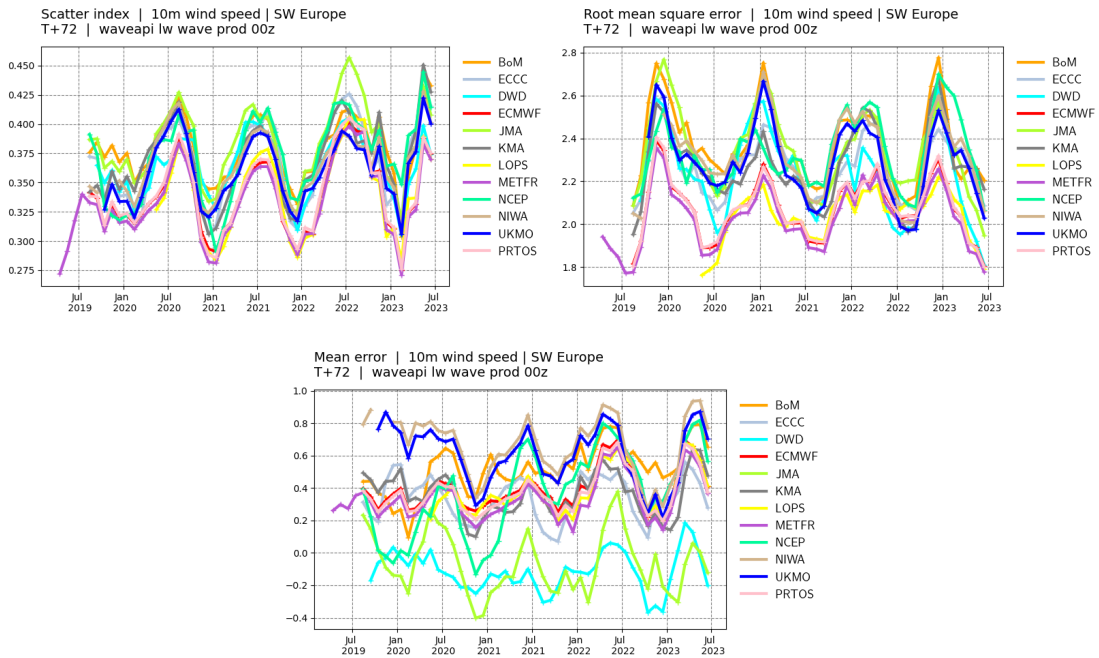 Scatter index | 10m wind speed | SW Europe
T+72 | waveapi lw wave prod 00z
0.450
0.425
0.400
0.375
0.350
0.325
0.300
0.275
Jul 2019
Jan 2020
Jul 2020
Jan 2021
Jul 2021
Jan 2022
Jul 2022
Jan 2023
Jul 2023
BoM
ECCC
DWD
ECMWF
JMA
KMA
LOPS
METFR
NCEP
NIWA
UKMO
PRTOS
Root mean square error | 10m wind speed | SW Europe
T+72 | waveapi lw wave prod 00z
2.8
2.6
2.4
2.2
2.0
1.8
Jul 2019
Jan 2020
Jul 2020
Jan 2021
Jul 2021
Jan 2022
Jul 2022
Jan 2023
Jul 2023
BoM
ECCC
DWD
ECMWF
JMA
KMA
LOPS
METFR
NCEP
NIWA
UKMO
PRTOS
Mean error | 10m wind speed | SW Europe
T+72 | waveapi lw wave prod 00z
1.0
0.8
0.6
0.4
0.2
0.0
−0.2
−0.4
Jul 2019
Jan 2020
Jul 2020
Jan 2021
Jul 2021
Jan 2022
Jul 2022
Jan 2023
Jul 2023
BoM
ECCC
DWD
ECMWF
JMA
KMA
LOPS
METFR
NCEP
NIWA
UKMO
PRTOS